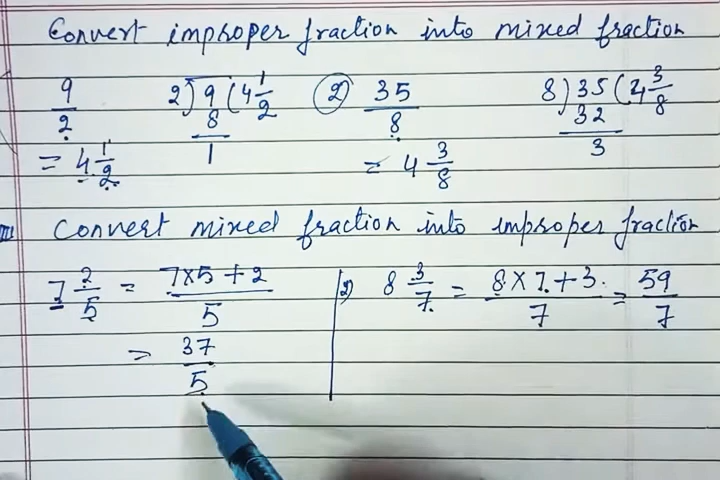 Convert improper fraction into mixed fraction
9/2 2) 9 (4 1/2 (2) 35/8 8) 35 (4 3/8
8 32
= 4 1/2 1 = 4 3/8 3
III Convert mixed fraction into improper fraction
7 2/5 = 7×5+2/5 2) 8 3/7 = 8×7+3/7 = 59/7
= 37/5